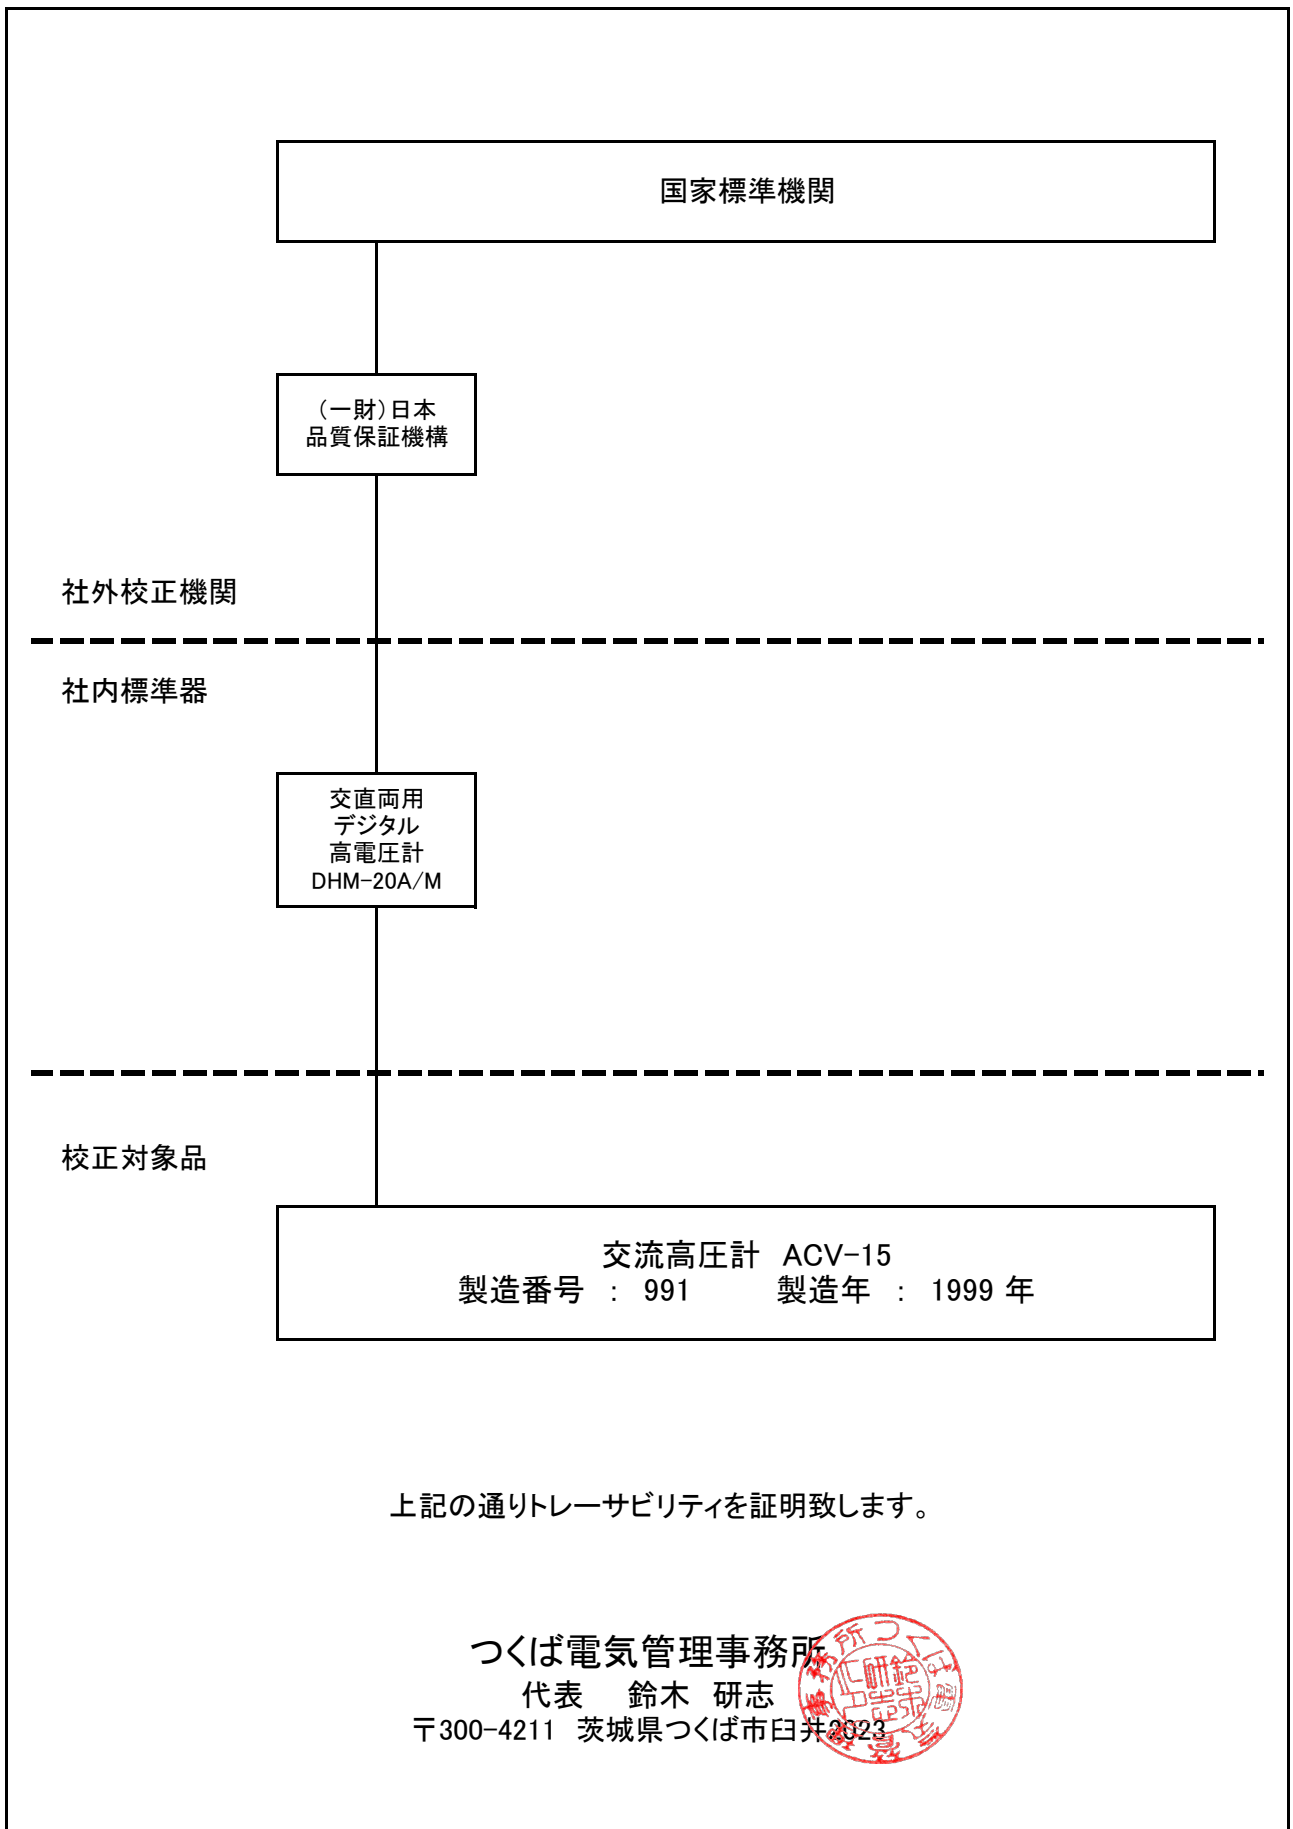 国家標準機関
（一財）日本
品質保証機構
社外校正機関
社内標準器
交直両用
デジタル
高電圧計
DHM-20A/M
校正対象品
交流高圧計 ACV-15
製造番号 : 991 製造年 : 1999 年
上記の通りトレーサビリティを証明致します。
つくば電気管理事務所
代表 鈴木 研志
〒300-4211 茨城県つくば市臼井2023